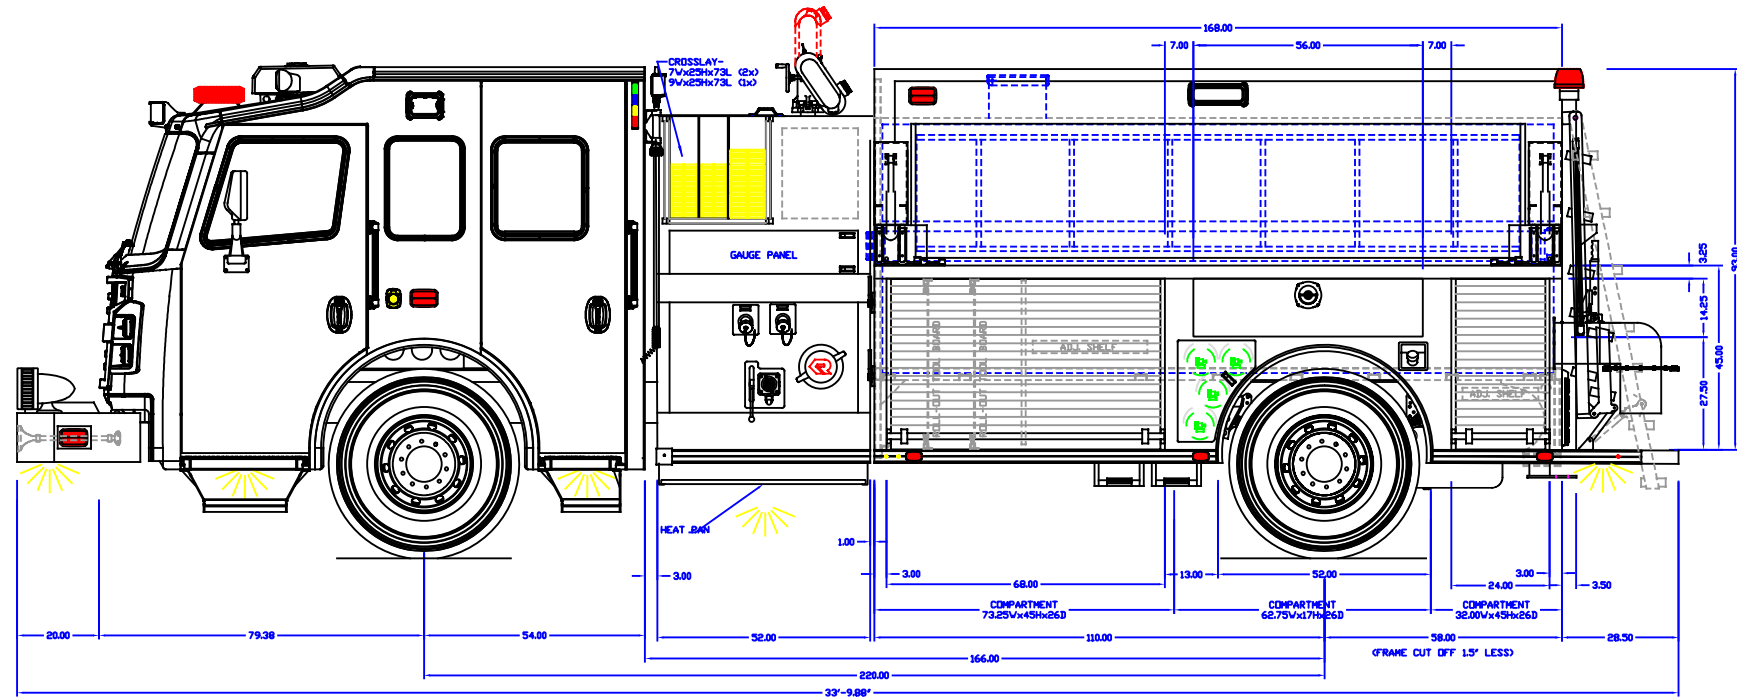 168.00
7.00
56.00
7.00
CROSSLAY-
7Wx25Hx73L (2x)
9Wx25Hx73L (1x)
GAUGE PANEL
3.25
93.00
14.25
45.00
27.50
ROLL-OUT TOOL BOARD
ROLL-OUT TOOL BOARD
ADJ. SHELF
ADJ. SHELF
HEAT PAN
1.00
3.00
3.00
68.00
13.00
52.00
3.00
24.00
3.50
COMPARTMENT
73.25Wx45Hx26D
COMPARTMENT
62.75Wx17Hx26D
COMPARTMENT
32.00Wx45Hx26D
20.00
79.38
54.00
52.00
110.00
58.00
28.50
(FRAME CUT OFF 1.5" LESS)
166.00
220.00
33'-9.88"